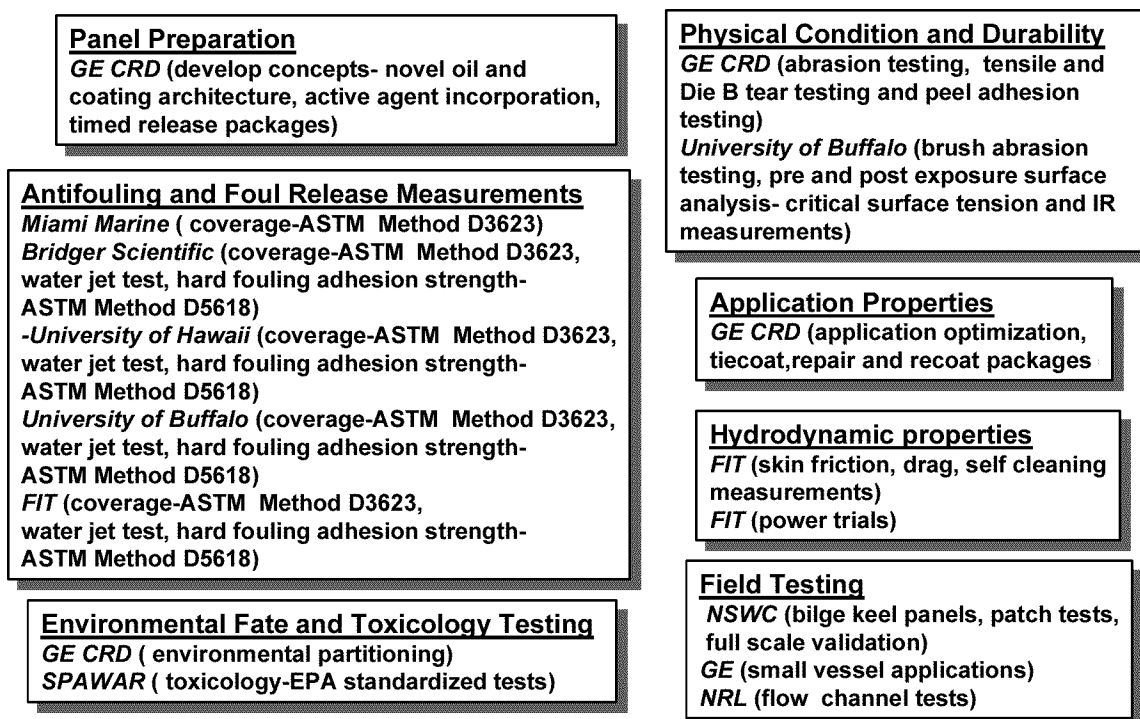 Panel Preparation
GE CRD (develop concepts- novel oil and
coating architecture, active agent incorporation,
timed release packages)
Antifouling and Foul Release Measurements
Miami Marine ( coverage-ASTM Method D3623)
Bridger Scientific (coverage-ASTM Method D3623,
water jet test, hard fouling adhesion strength-
ASTM Method D5618)
-University of Hawaii (coverage-ASTM Method D3623,
water jet test, hard fouling adhesion strength-
ASTM Method D5618)
University of Buffalo (coverage-ASTM Method D3623,
water jet test, hard fouling adhesion strength-
ASTM Method D5618)
FIT (coverage-ASTM Method D3623,
water jet test, hard fouling adhesion strength-
ASTM Method D5618)
Environmental Fate and Toxicology Testing
GE CRD ( environmental partitioning)
SPAWAR ( toxicology-EPA standardized tests)
Physical Condition and Durability
GE CRD (abrasion testing, tensile and
Die B tear testing and peel adhesion
testing)
University of Buffalo (brush abrasion
testing, pre and post exposure surface
analysis- critical surface tension and IR
measurements)
Application Properties
GE CRD (application optimization,
tiecoat,repair and recoat packages
Hydrodynamic properties
FIT (skin friction, drag, self cleaning
measurements)
FIT (power trials)
Field Testing
NSWC (bilge keel panels, patch tests,
full scale validation)
GE (small vessel applications)
NRL (flow channel tests)